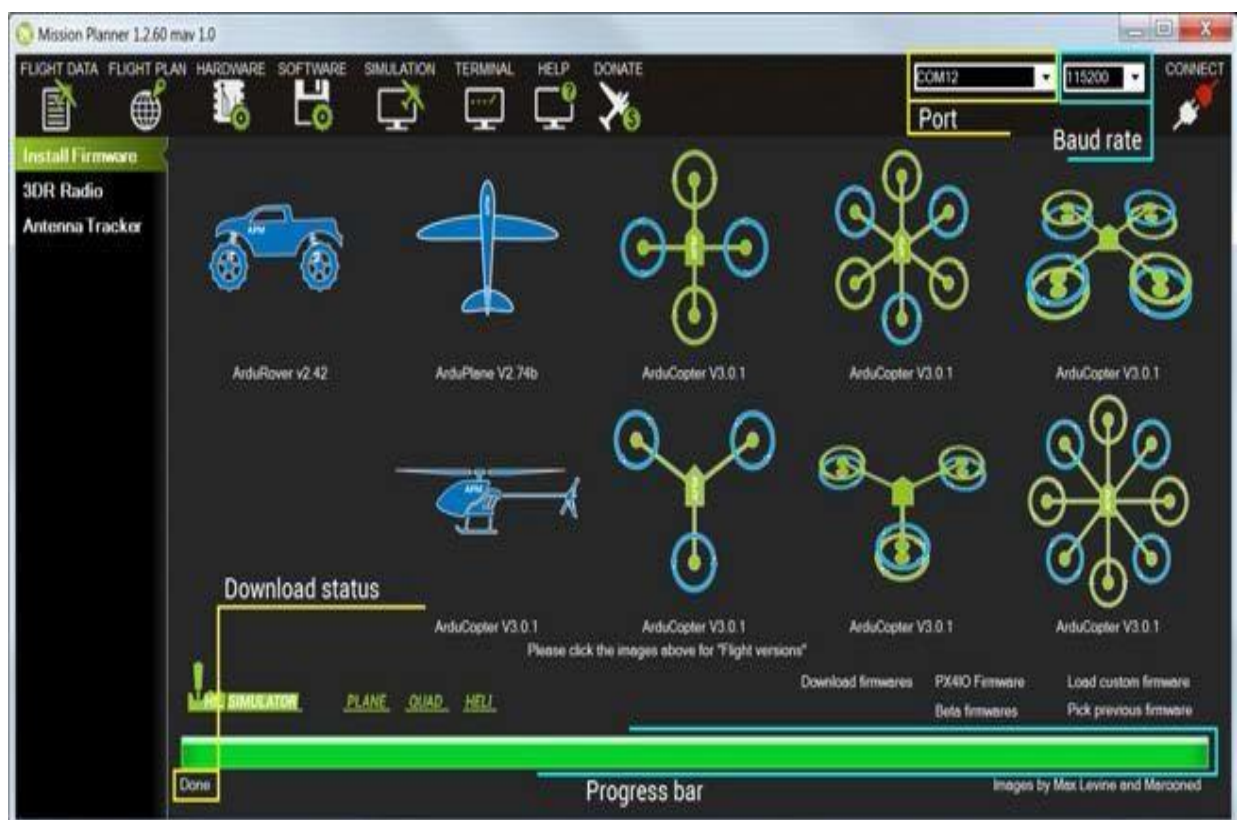 Mission Planner 1.2.60 mav 1.0
FLIGHT DATA FLIGHT PLAN HARDWARE SOFTWARE SIMULATION TERMINAL HELP DONATE
COM12 115200 CONNECT
Port
Baud rate
Install Firmware
3DR Radio
Antenna Tracker
ArduRover v2.42 ArduPlane V2.74b ArduCopter V3.0.1 ArduCopter V3.0.1 ArduCopter V3.0.1
Download status
ArduCopter V3.0.1 ArduCopter V3.0.1 ArduCopter V3.0.1 ArduCopter V3.0.1
Please click the images above for "Flight versions"
Download firmwares PX4IO Firmware Load custom firmware
SIMULATOR PLANE QUAD HELI
Beta firmwares Pick previous firmware
Done
Progress bar
Images by Max Levine and Marooned